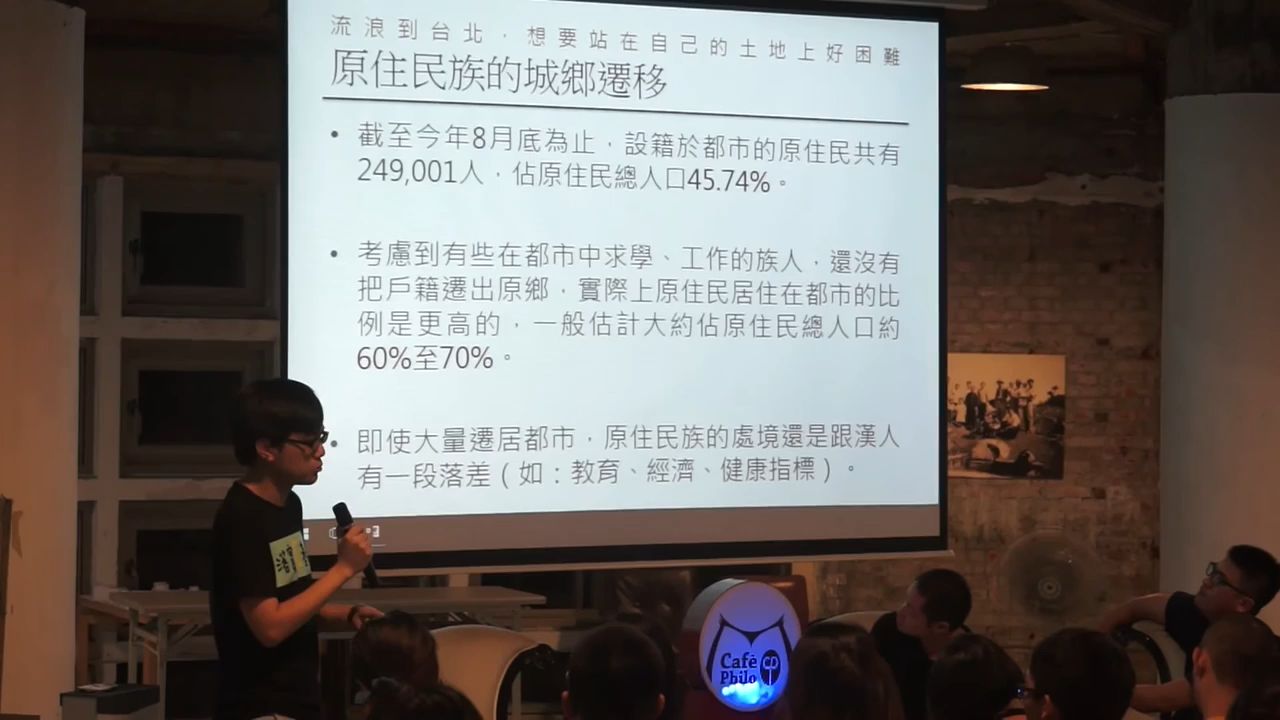 流浪到台北，想要站在自己的土地上好困難
原住民族的城鄉遷移
• 截至今年8月底為止，設籍於都市的原住民共有
249,001人，佔原住民總人口45.74%。
• 考慮到有些在都市中求學、工作的族人，還沒有
把戶籍遷出原鄉，實際上原住民居住在都市的比
例是更高的，一般估計大約佔原住民總人口約
60%至70%。
• 即使大量遷居都市，原住民族的處境還是跟漢人
有一段落差（如：教育、經濟、健康指標）。
Café
Philo